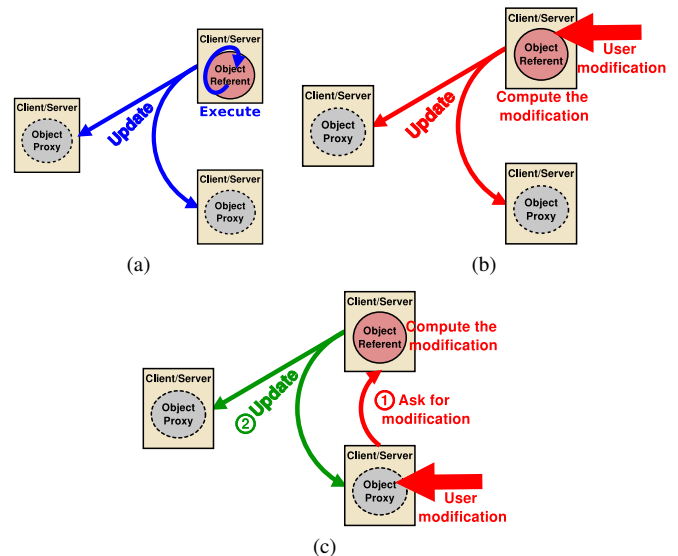 Client/Server
Object
Referent
Execute
Update
Client/Server
Object
Proxy
Client/Server
Object
Proxy
(a)
Client/Server
Object
Referent
User
modification
Compute the
modification
Update
Client/Server
Object
Proxy
Client/Server
Object
Proxy
(b)
Client/Server
Object
Referent
Compute the
modification
2 Update
Client/Server
Object
Proxy
1 Ask for
modification
Client/Server
Object
Proxy
User
modification
(c)